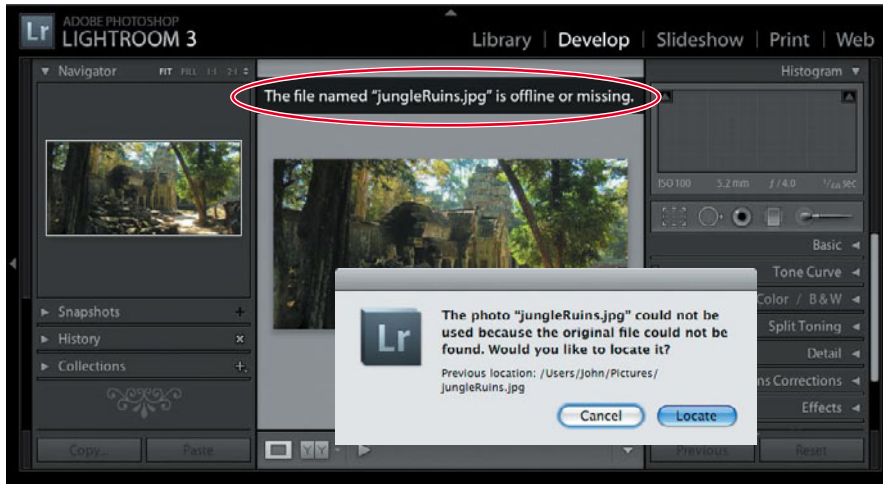 Lr
ADOBE PHOTOSHOP
LIGHTROOM 3
Library | Develop | Slideshow | Print | Web
Navigator FIT FILL 1:1 2:1
The file named “jungleRuins.jpg” is offline or missing.
Histogram
ISO 100 5.2 mm ƒ / 4.0 1/60 sec
Basic
Tone Curve
Color / B & W
Split Toning
Detail
ns Corrections
Effects
Snapshots
History
Collections
Lr
The photo “jungleRuins.jpg” could not be
used because the original file could not be
found. Would you like to locate it?
Previous location: /Users/John/Pictures/
jungleRuins.jpg
Cancel Locate
Copy... Paste
Y Y
Previous Reset